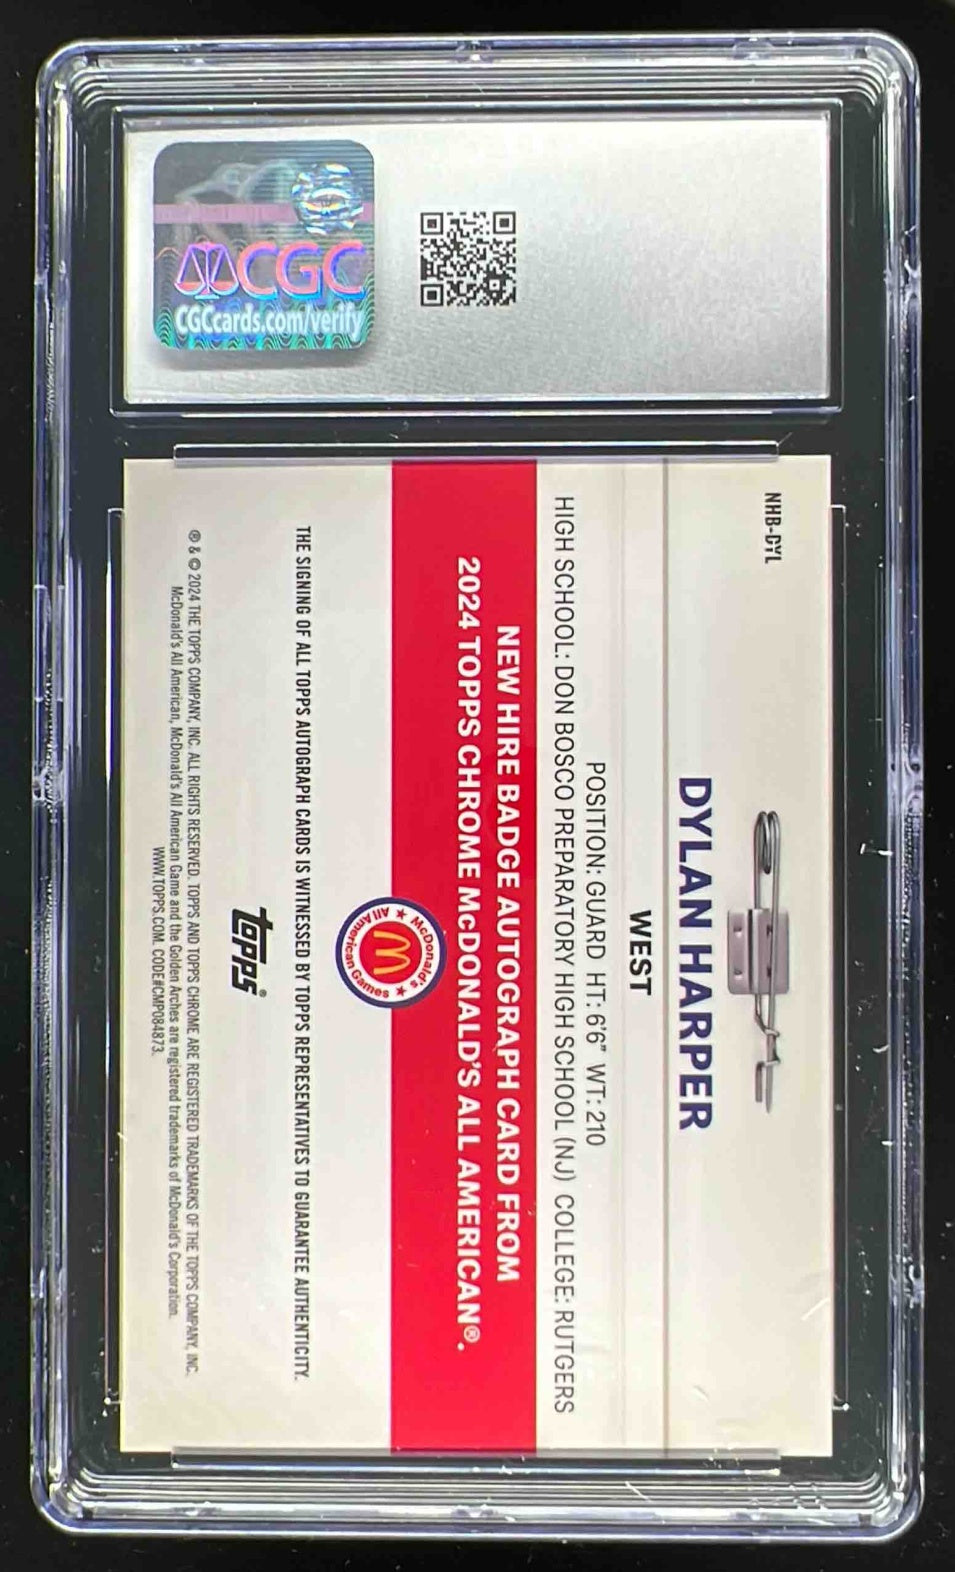 CGC
CGCcards.com/verify
NHB-DYL
DYLAN HARPER
WEST
POSITION: GUARD HT: 6'6" WT: 210
HIGH SCHOOL: DON BOSCO PREPARATORY HIGH SCHOOL (NJ) COLLEGE: RUTGERS
NEW HIRE BADGE AUTOGRAPH CARD FROM
2024 TOPPS CHROME McDONALD'S ALL AMERICAN®.
McDonald's
All American Games
THE SIGNING OF ALL TOPPS AUTOGRAPH CARDS IS WITNESSED BY TOPPS REPRESENTATIVES TO GUARANTEE AUTHENTICITY.
topps®
® & © 2024 THE TOPPS COMPANY, INC. ALL RIGHTS RESERVED. TOPPS AND TOPPS CHROME ARE REGISTERED TRADEMARKS OF THE TOPPS COMPANY, INC.
McDonald's All American, McDonald's All American Game and the Golden Arches are registered trademarks of McDonald's Corporation.
WWW.TOPPS.COM. CODE#CMP084873.